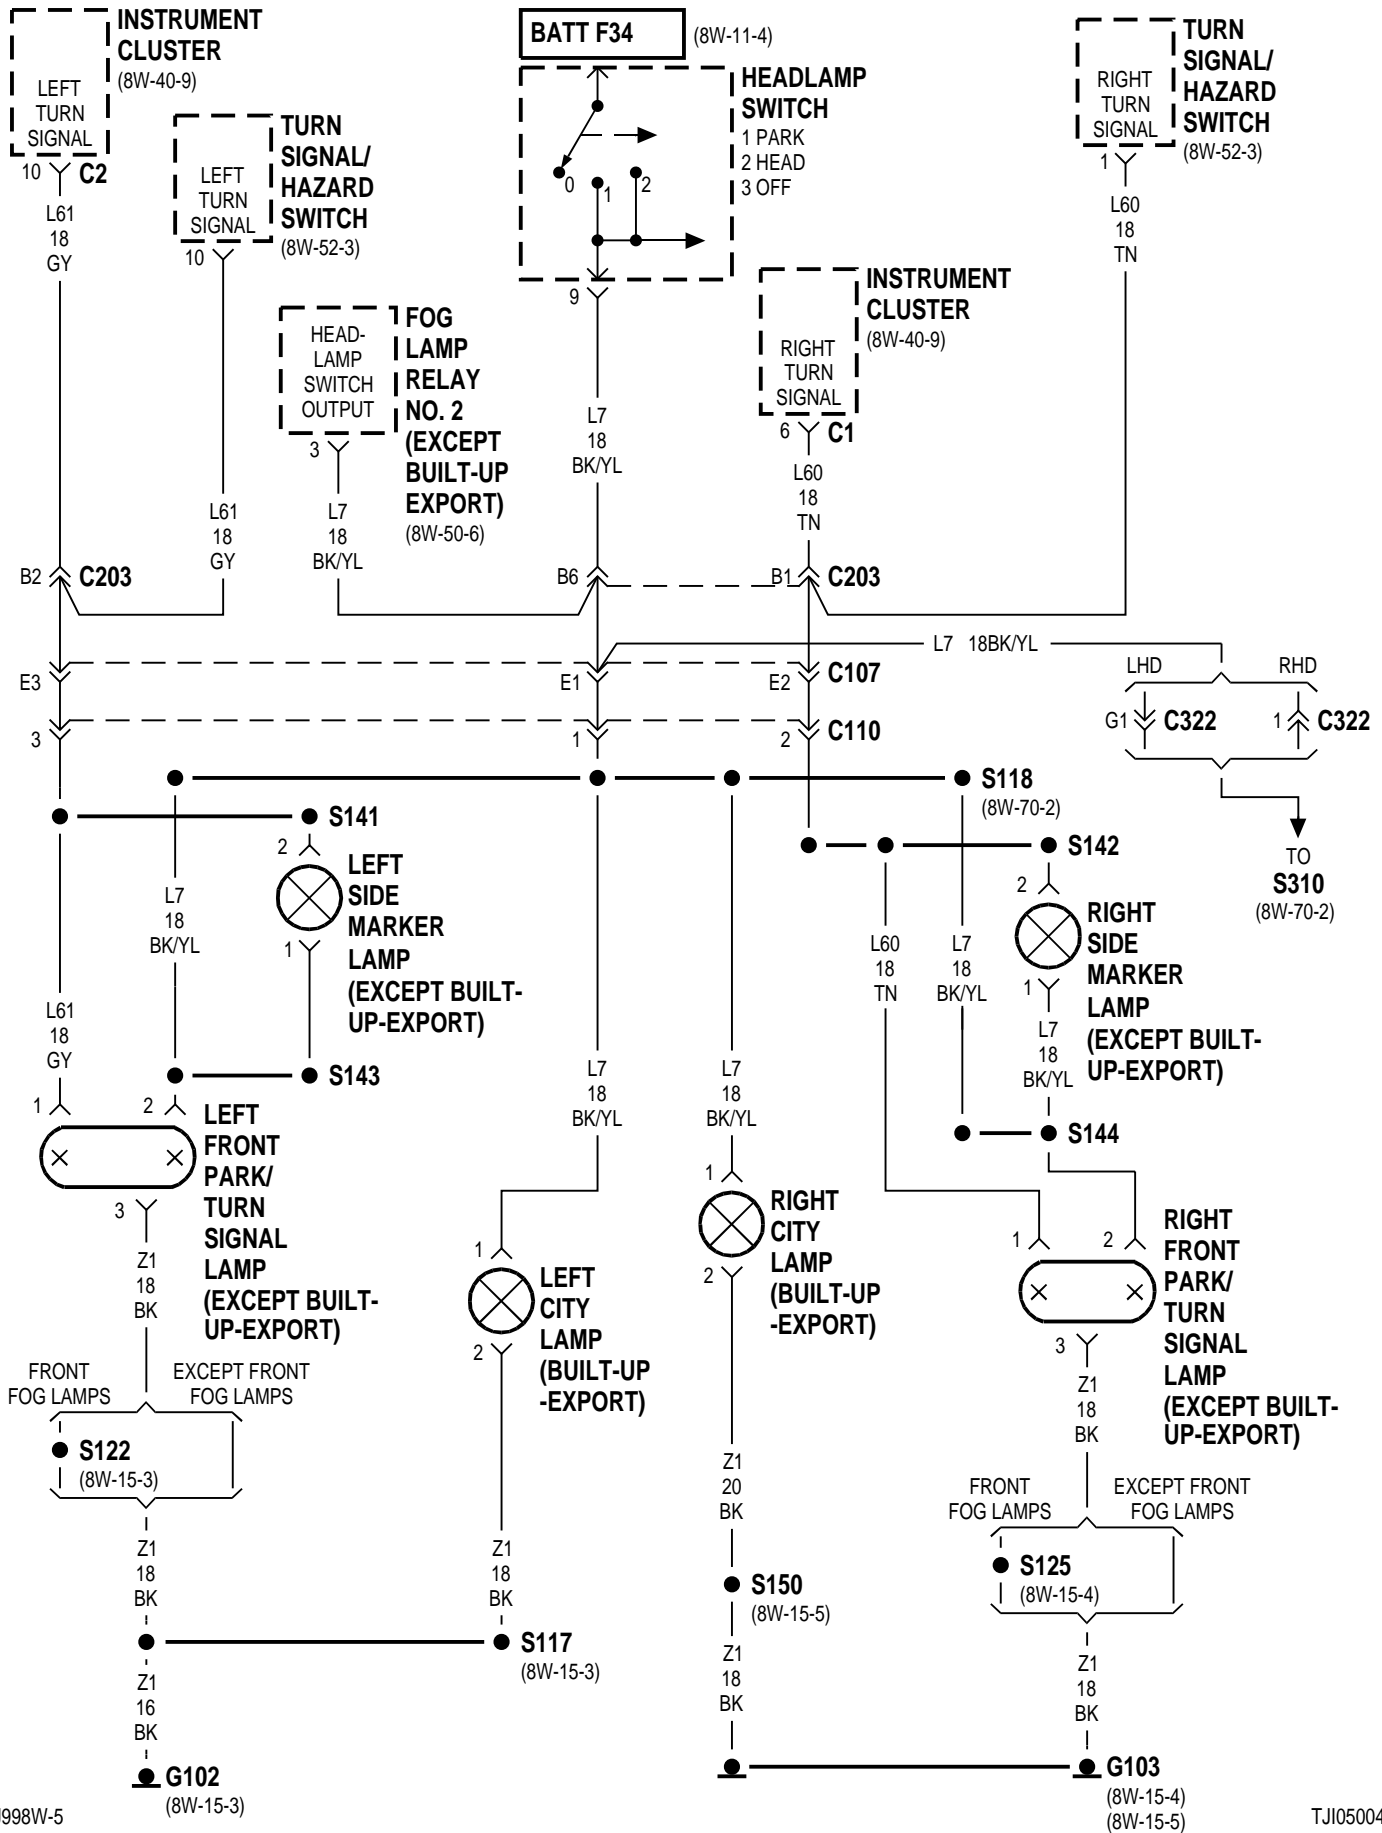 INSTRUMENT
CLUSTER
(8W-40-9)
LEFT
TURN
SIGNAL
10
C2
L61
18
GY
TURN
SIGNAL/
HAZARD
SWITCH
(8W-52-3)
LEFT
TURN
SIGNAL
10
L61
18
GY
BATT F34
(8W-11-4)
HEADLAMP
SWITCH
1 PARK
2 HEAD
3 OFF
0
1
2
9
L7
18
BK/YL
TURN
SIGNAL/
HAZARD
SWITCH
(8W-52-3)
RIGHT
TURN
SIGNAL
1
L60
18
TN
FOG
LAMP
RELAY
NO. 2
(EXCEPT
BUILT-UP
EXPORT)
(8W-50-6)
HEAD-
LAMP
SWITCH
OUTPUT
3
L7
18
BK/YL
INSTRUMENT
CLUSTER
(8W-40-9)
RIGHT
TURN
SIGNAL
6
C1
L60
18
TN
B2
C203
B6
B1
C203
L7 18BK/YL
E3
E1
E2
C107
3
1
2
C110
LHD
RHD
G1
C322
1
C322
TO
S310
(8W-70-2)
S118
(8W-70-2)
S141
S142
2
LEFT
SIDE
MARKER
LAMP
(EXCEPT BUILT-
UP-EXPORT)
1
L7
18
BK/YL
L61
18
GY
S143
2
RIGHT
SIDE
MARKER
LAMP
(EXCEPT BUILT-
UP-EXPORT)
1
L60
18
TN
L7
18
BK/YL
L7
18
BK/YL
S144
L7
18
BK/YL
L7
18
BK/YL
1
2
LEFT
FRONT
PARK/
TURN
SIGNAL
LAMP
(EXCEPT BUILT-
UP-EXPORT)
3
Z1
18
BK
1
LEFT
CITY
LAMP
(BUILT-UP
-EXPORT)
2
1
RIGHT
CITY
LAMP
(BUILT-UP
-EXPORT)
2
1
2
RIGHT
FRONT
PARK/
TURN
SIGNAL
LAMP
(EXCEPT BUILT-
UP-EXPORT)
3
Z1
18
BK
FRONT
FOG LAMPS
EXCEPT FRONT
FOG LAMPS
S122
(8W-15-3)
Z1
18
BK
Z1
18
BK
S117
(8W-15-3)
Z1
16
BK
G102
(8W-15-3)
Z1
20
BK
S150
(8W-15-5)
Z1
18
BK
FRONT
FOG LAMPS
EXCEPT FRONT
FOG LAMPS
S125
(8W-15-4)
Z1
18
BK
G103
(8W-15-4)
(8W-15-5)
998W-5
TJI05004